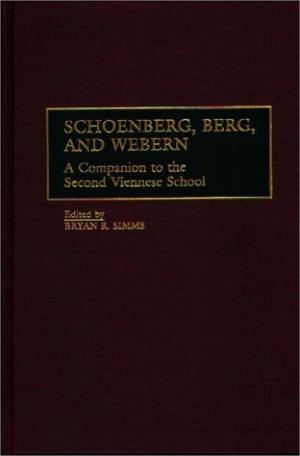 SCHOENBERG, BERG,
AND WEBERN
A Companion to the
Second Viennese School
Edited by
BRYAN R. SIMMS